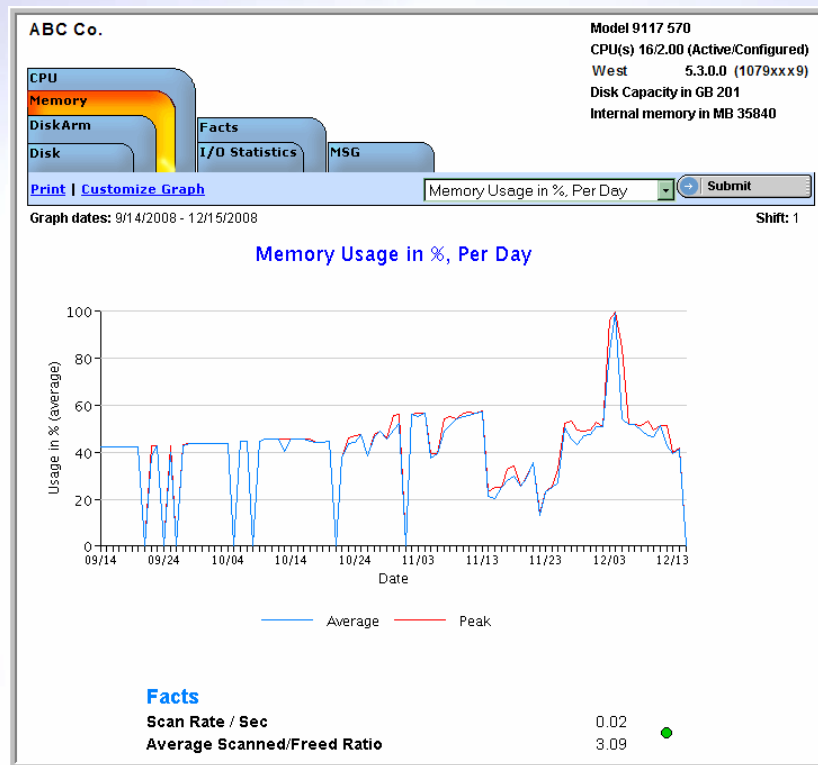 ABC Co.
Model 9117 570
CPU(s) 16/2.00 (Active/Configured)
West 5.3.0.0 (1079xxx9)
Disk Capacity in GB 201
Internal memory in MB 35840
CPU
Memory
DiskArm
Disk
Facts
I/O Statistics
MSG
Print | Customize Graph
Memory Usage in %, Per Day
Submit
Graph dates: 9/14/2008 - 12/15/2008
Shift: 1
Memory Usage in %, Per Day
Usage in % (average)
100
80
60
40
20
0
09/14 09/24 10/04 10/14 10/24 11/03 11/13 11/23 12/03 12/13
Date
Average Peak
Facts
Scan Rate / Sec 0.02
Average Scanned/Freed Ratio 3.09